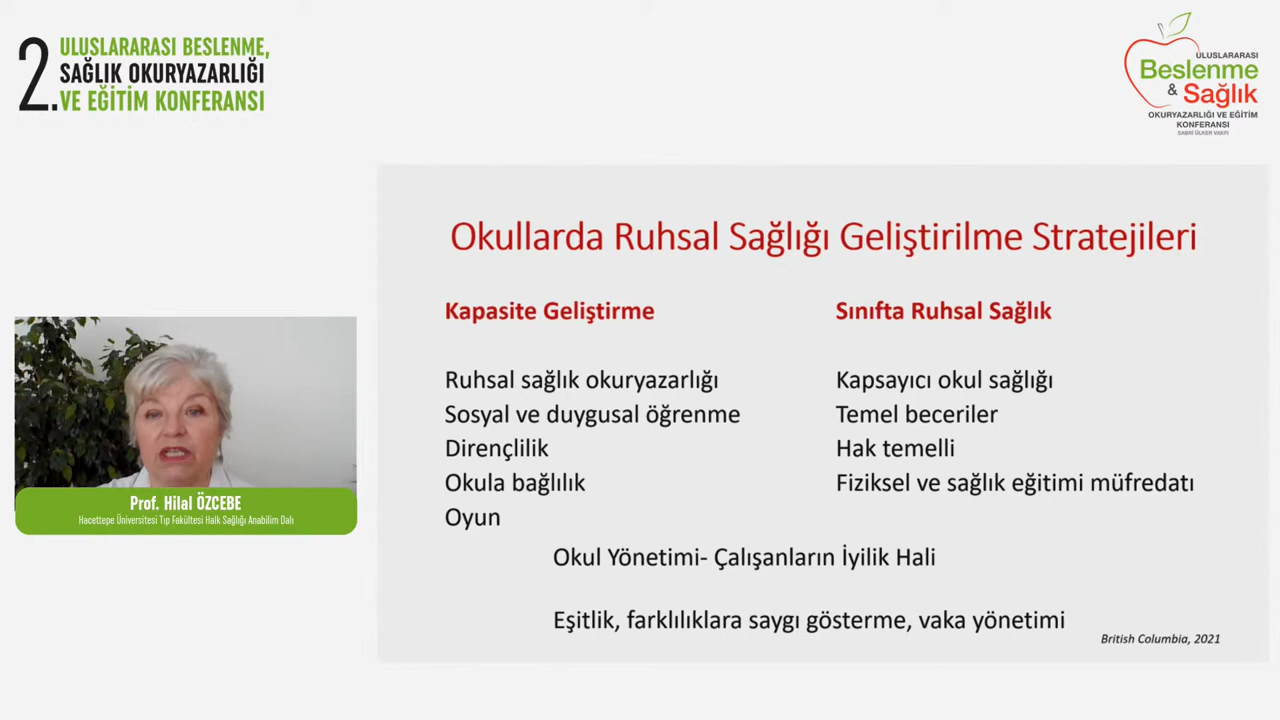 2. ULUSLARARASI BESLENME,
SAĞLIK OKURYAZARLIĞI
VE EĞİTİM KONFERANSI
ULUSLARARASI
Beslenme
& Sağlık
OKURYAZARLIĞI VE EĞİTİM
KONFERANSI
SABRİ ÜLKER VAKFI
Okullarda Ruhsal Sağlığı Geliştirilme Stratejileri
Kapasite Geliştirme
Ruhsal sağlık okuryazarlığı
Sosyal ve duygusal öğrenme
Dirençlilik
Okula bağlılık
Oyun
Sınıfta Ruhsal Sağlık
Kapsayıcı okul sağlığı
Temel beceriler
Hak temelli
Fiziksel ve sağlık eğitimi müfredatı
Okul Yönetimi- Çalışanların İyilik Hali
Eşitlik, farklılıklara saygı gösterme, vaka yönetimi
British Columbia, 2021
Prof. Hilal ÖZCEBE
Hacettepe Üniversitesi Tıp Fakültesi Halk Sağlığı Anabilim Dalı